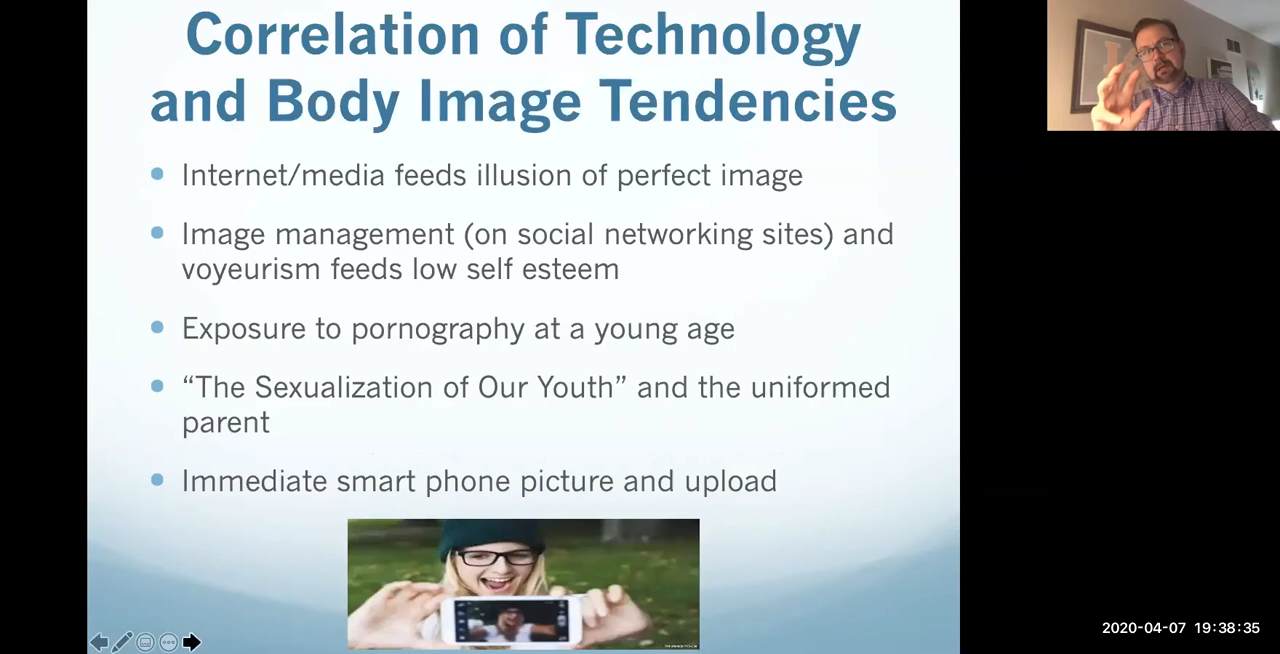 Correlation of Technology
and Body Image Tendencies
Internet/media feeds illusion of perfect image
Image management (on social networking sites) and
voyeurism feeds low self esteem
Exposure to pornography at a young age
“The Sexualization of Our Youth” and the uniformed
parent
Immediate smart phone picture and upload
2020-04-07 19:38:35